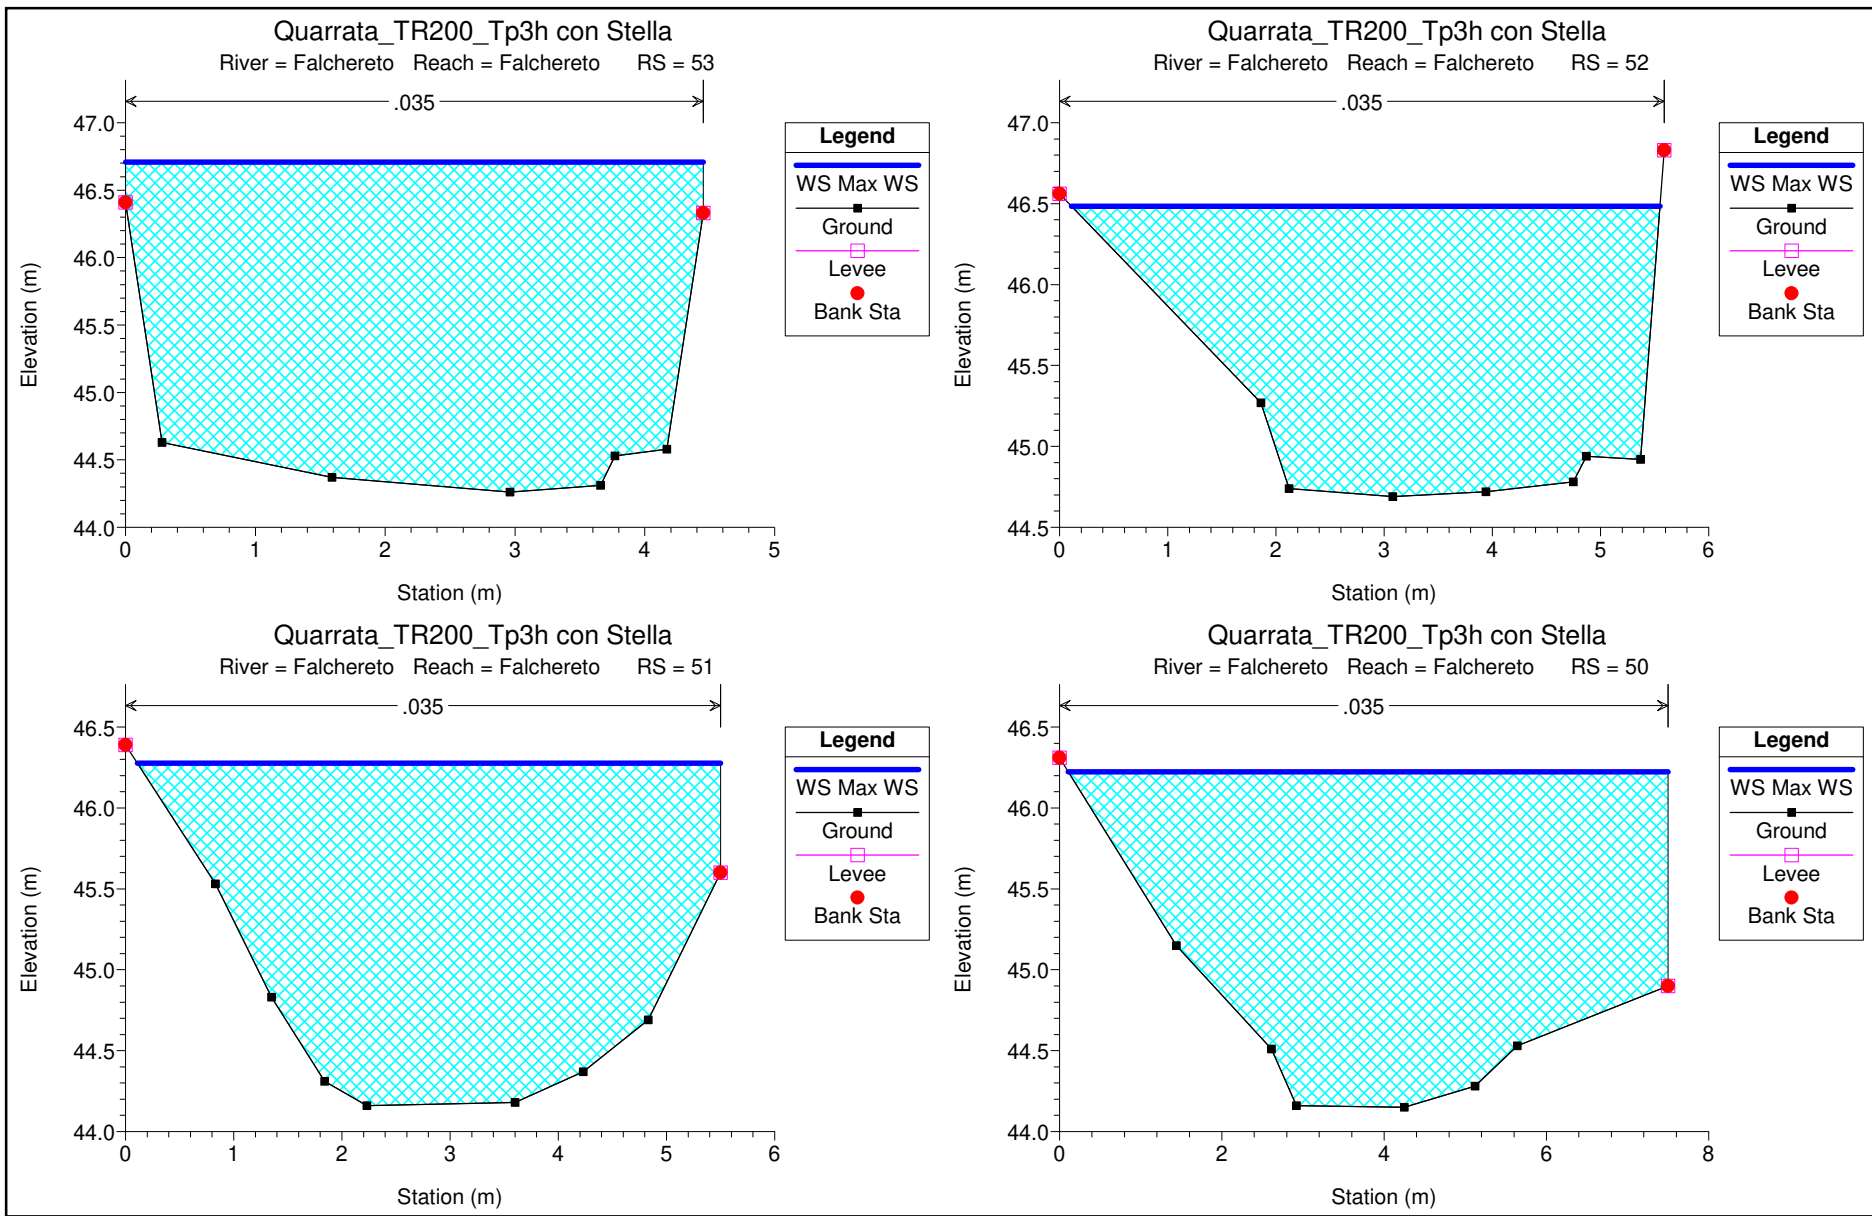 Quarrata_TR200_Tp3h con Stella
River = Falchereto Reach = Falchereto RS = 53
.035
47.0
46.5
46.0
45.5
45.0
44.5
44.0
0 1 2 3 4 5
Elevation (m)
Station (m)
Legend
WS Max WS
Ground
Levee
Bank Sta
Quarrata_TR200_Tp3h con Stella
River = Falchereto Reach = Falchereto RS = 52
.035
47.0
46.5
46.0
45.5
45.0
44.5
0 1 2 3 4 5 6
Elevation (m)
Station (m)
Legend
WS Max WS
Ground
Levee
Bank Sta
Quarrata_TR200_Tp3h con Stella
River = Falchereto Reach = Falchereto RS = 51
.035
46.5
46.0
45.5
45.0
44.5
44.0
0 1 2 3 4 5 6
Elevation (m)
Station (m)
Legend
WS Max WS
Ground
Levee
Bank Sta
Quarrata_TR200_Tp3h con Stella
River = Falchereto Reach = Falchereto RS = 50
.035
46.5
46.0
45.5
45.0
44.5
44.0
0 2 4 6 8
Elevation (m)
Station (m)
Legend
WS Max WS
Ground
Levee
Bank Sta